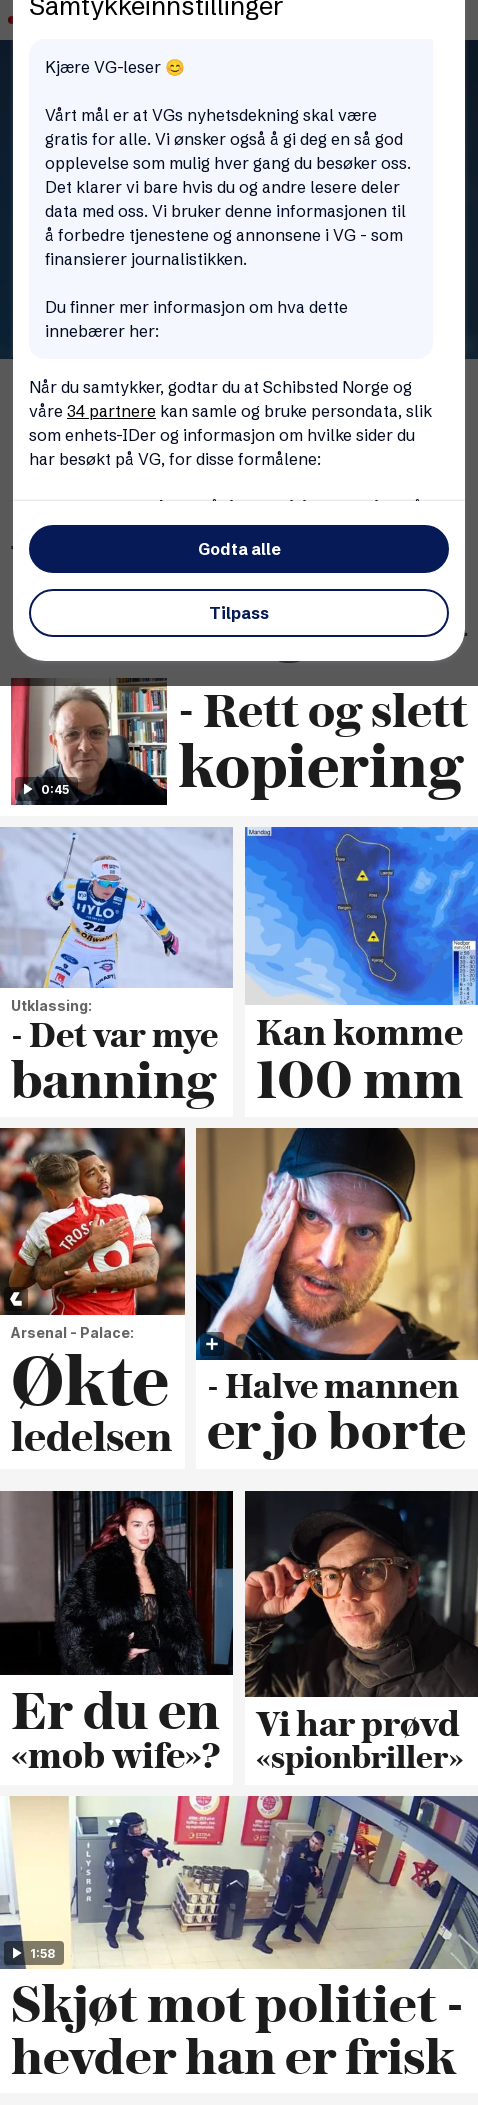 Samtykkeinnstillinger
Kjære VG-leser 😊
Vårt mål er at VGs nyhetsdekning skal være
gratis for alle. Vi ønsker også å gi deg en så god
opplevelse som mulig hver gang du besøker oss.
Det klarer vi bare hvis du og andre lesere deler
data med oss. Vi bruker denne informasjonen til
å forbedre tjenestene og annonsene i VG - som
finansierer journalistikken.
Du finner mer informasjon om hva dette
innebærer her:
Når du samtykker, godtar du at Schibsted Norge og
våre 34 partnere kan samle og bruke persondata, slik
som enhets-IDer og informasjon om hvilke sider du
har besøkt på VG, for disse formålene:
Godta alle
Tilpass
0:45
- Rett og slett
kopiering
Utklassing:
- Det var mye
banning
Mandag
Kan komme
100 mm
TROSSARD
19
Arsenal - Palace:
Økte
ledelsen
- Halve mannen
er jo borte
Er du en
«mob wife»?
Vi har prøvd
«spionbriller»
LYSRØR
EXTRA
1:58
Skjøt mot politiet -
hevder han er frisk